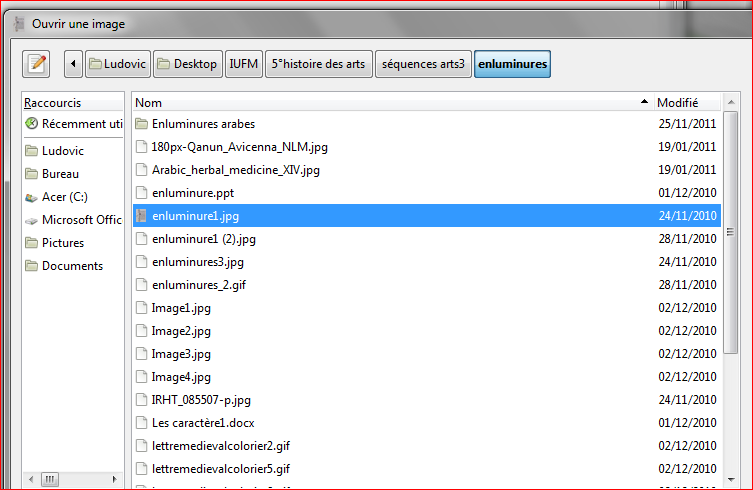 Ouvrir une image
Ludovic Desktop IUFM 5°histoire des arts séquences arts3 enluminures
Raccourcis
Récemment uti
Ludovic
Bureau
Acer (C:)
Microsoft Offic
Pictures
Documents
Nom Modifié
Enluminures arabes 25/11/2011
180px-Qanun_Avicenna_NLM.jpg 19/01/2011
Arabic_herbal_medicine_XIV.jpg 19/01/2011
enluminure.ppt 01/12/2010
enluminure1.jpg 24/11/2010
enluminure1 (2).jpg 28/11/2010
enluminures3.jpg 24/11/2010
enluminures_2.gif 28/11/2010
Image1.jpg 02/12/2010
Image2.jpg 02/12/2010
Image3.jpg 02/12/2010
Image4.jpg 02/12/2010
IRHT_085507-p.jpg 24/11/2010
Les caractère1.docx 01/12/2010
lettremedievalcolorier2.gif 02/12/2010
lettremedievalcolorier5.gif 02/12/2010